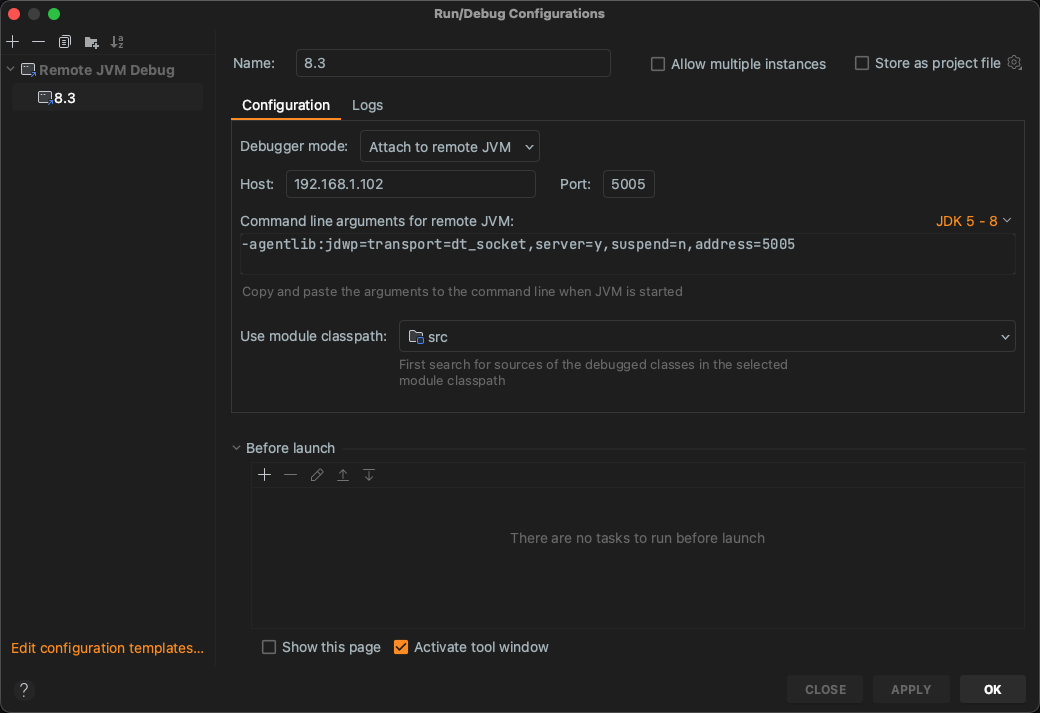 Run/Debug Configurations
Remote JVM Debug
8.3
Name: 8.3
Allow multiple instances
Store as project file
Configuration Logs
Debugger mode: Attach to remote JVM
Host: 192.168.1.102 Port: 5005
Command line arguments for remote JVM: JDK 5 - 8
-agentlib:jdwp=transport=dt_socket,server=y,suspend=n,address=5005
Copy and paste the arguments to the command line when JVM is started
Use module classpath: src
First search for sources of the debugged classes in the selected
module classpath
Before launch
There are no tasks to run before launch
Show this page Activate tool window
Edit configuration templates...
? CLOSE APPLY OK